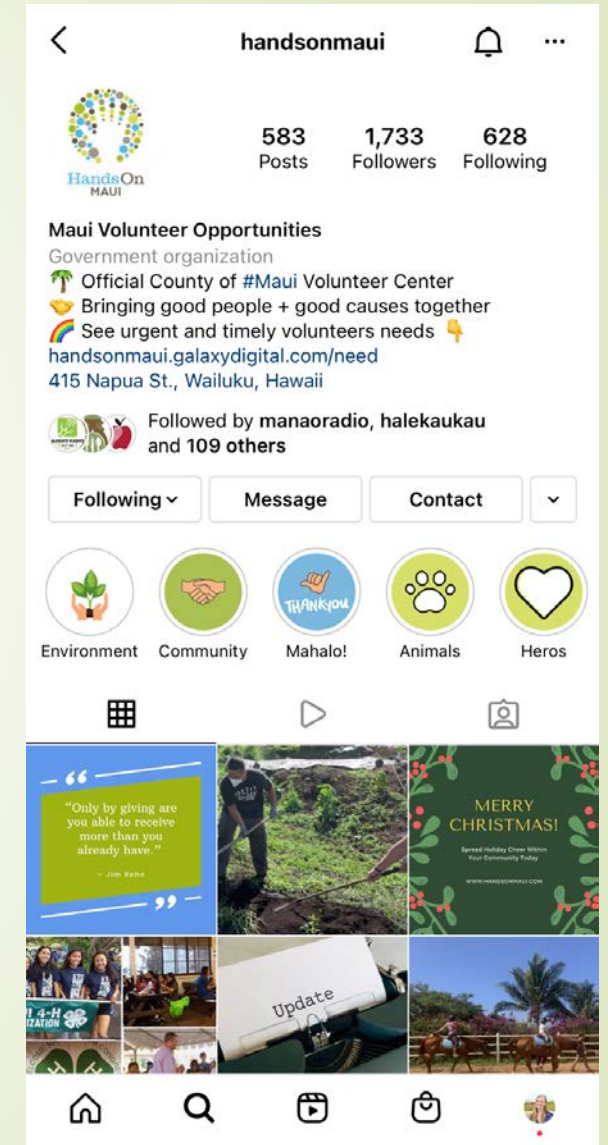 handsonmaui
583
1,733
628
Posts
Followers
Following
HandsOn
MAUI
Maui Volunteer Opportunities
Government organization
🌴 Official County of #Maui Volunteer Center
🤝 Bringing good people + good causes together
🌈 See urgent and timely volunteers needs 👇
handsonmaui.galaxydigital.com/need
415 Napua St., Wailuku, Hawaii
Followed by manaoradio, halekaukau
and 109 others
Following
Message
Contact
THANKYOU
Environment
Community
Mahalo!
Animals
Heros
“Only by giving are
you able to receive
more than you
already have.”
- Jim Rohn
MERRY
CHRISTMAS!
Spread Holiday Cheer Within
Your Community Today
WWW.HANDSONMAUI.COM
4-H
Update